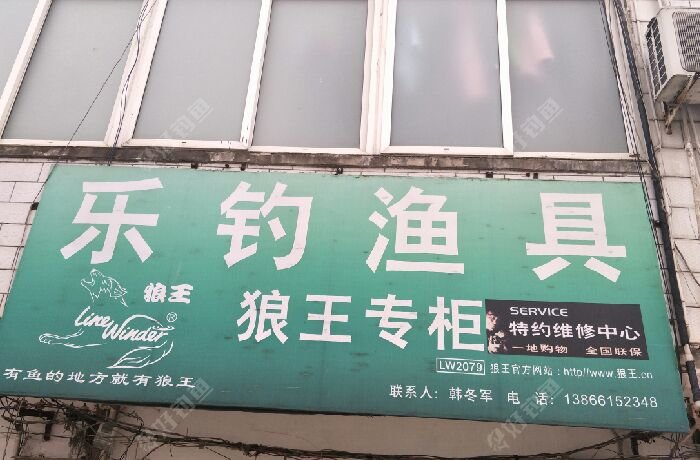 乐钓渔具
狼王
Line Winder®
有鱼的地方就有狼王
狼王专柜
SERVICE
特约维修中心
一地购物 全国联保
LW2079 狼王官方网站:http//www.狼王.cn
联系人:韩冬军 电 话:13866152348